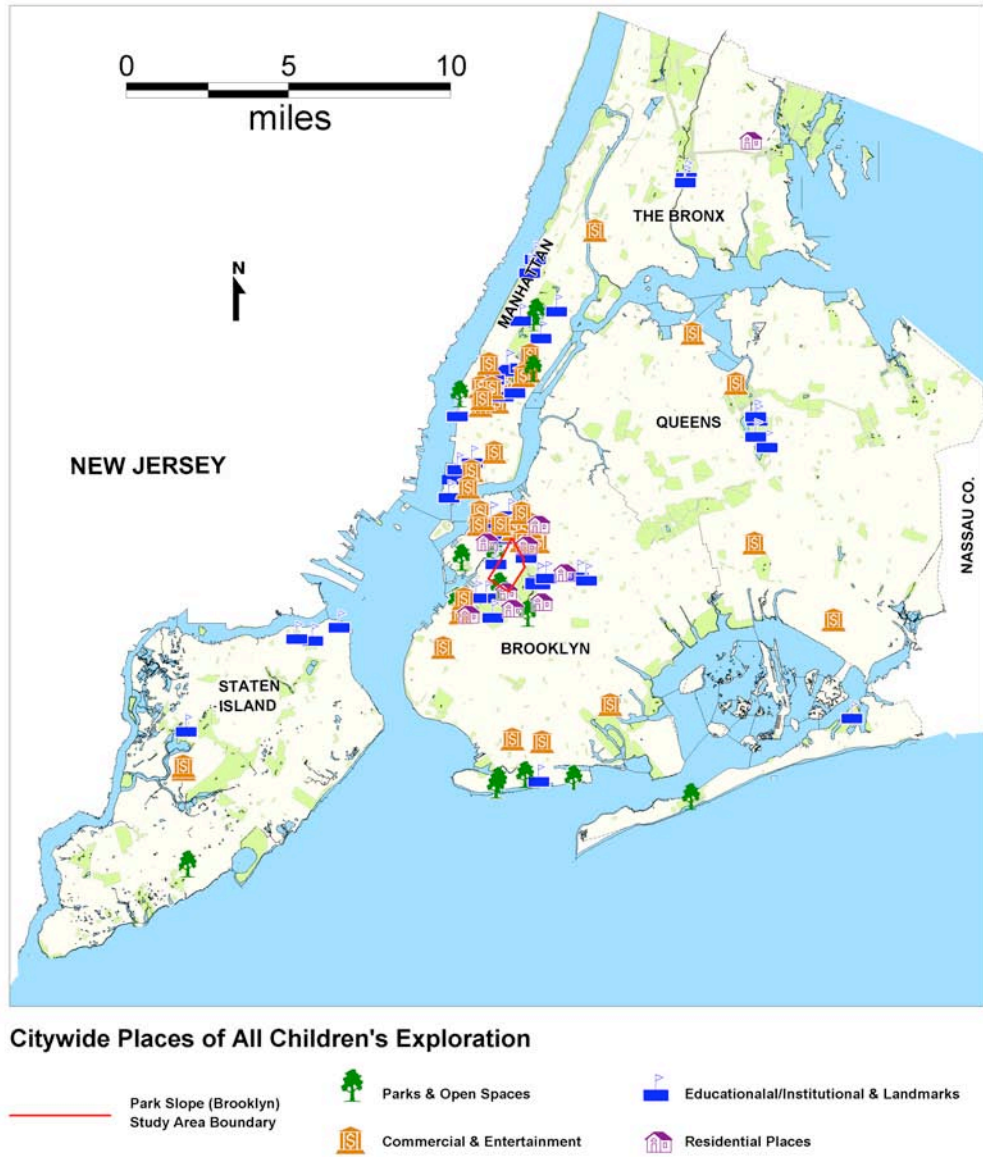 0 5 10
miles
N
THE BRONX
MANHATTAN
QUEENS
NEW JERSEY
NASSAU CO.
BROOKLYN
STATEN
ISLAND
Citywide Places of All Children's Exploration
Park Slope (Brooklyn)
Study Area Boundary
Parks & Open Spaces
Educationalal/Institutional & Landmarks
Commercial & Entertainment
Residential Places